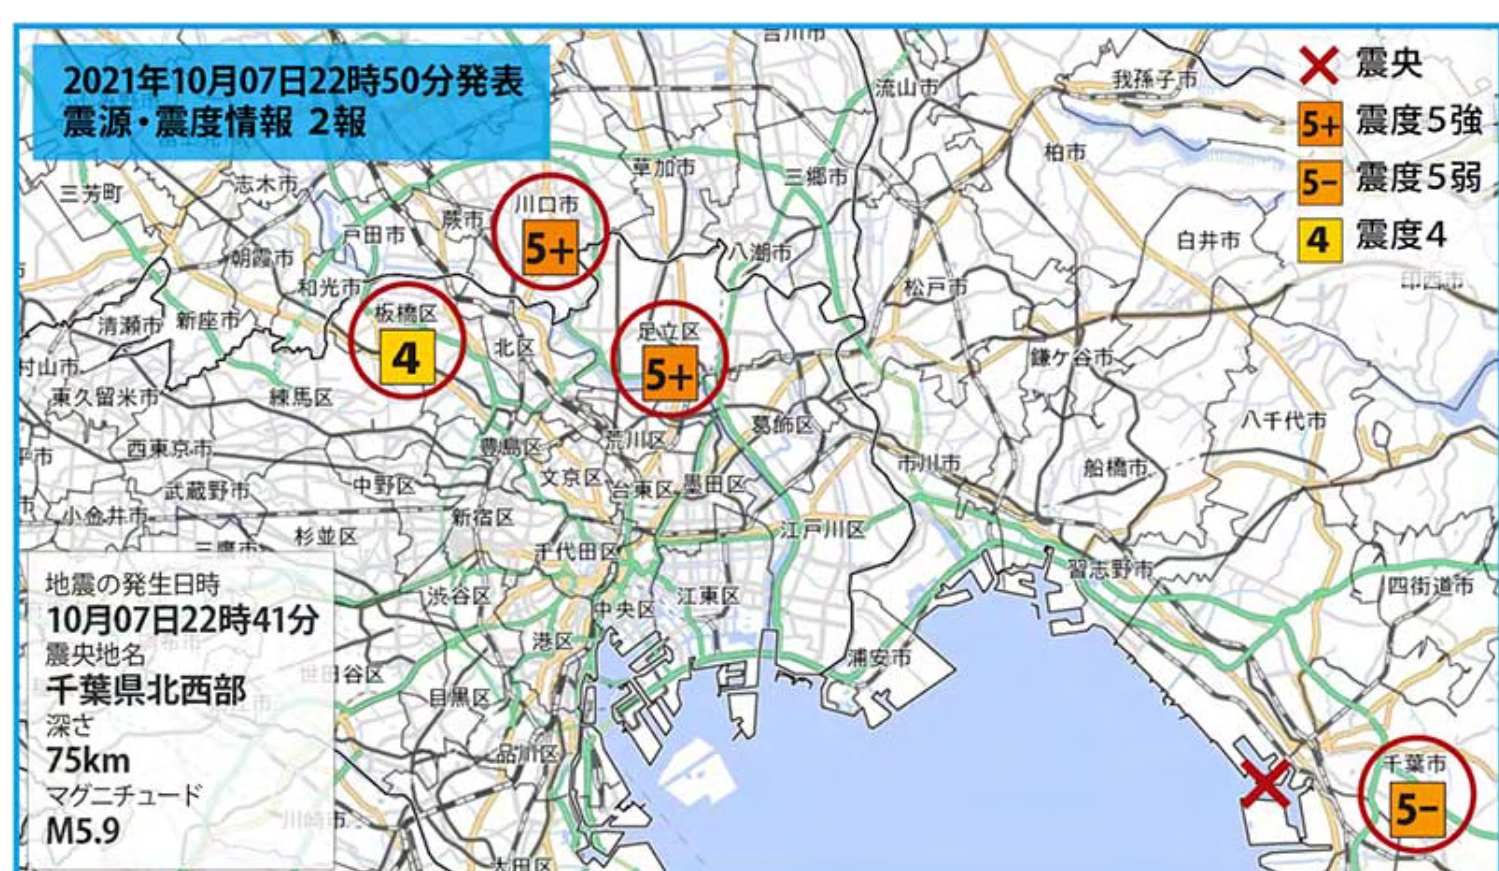 2021年10月07日22時50分発表
震源・震度情報 2報
震央
5+ 震度5強
5− 震度5弱
4 震度4
吉川市
流山市
我孫子市
柏市
草加市
三郷市
志木市
三芳町
川口市
5+
蕨市
戸田市
八潮市
白井市
朝霞市
和光市
松戸市
印西市
板橋区
4
清瀬市
新座市
足立区
5+
北区
鎌ケ谷市
村山市
東久留米市
練馬区
葛飾区
八千代市
荒川区
豊島区
西東京市
市川市
船橋市
文京区
台東区
墨田区
中野区
武蔵野市
小金井市
新宿区
江戸川区
杉並区
三鷹市
千代田区
習志野市
四街道市
渋谷区
中央区
江東区
港区
浦安市
世田谷区
目黒区
品川区
千葉市
5−
川崎市
大田区
地震の発生日時
10月07日22時41分
震央地名
千葉県北西部
深さ
75km
マグニチュード
M5.9